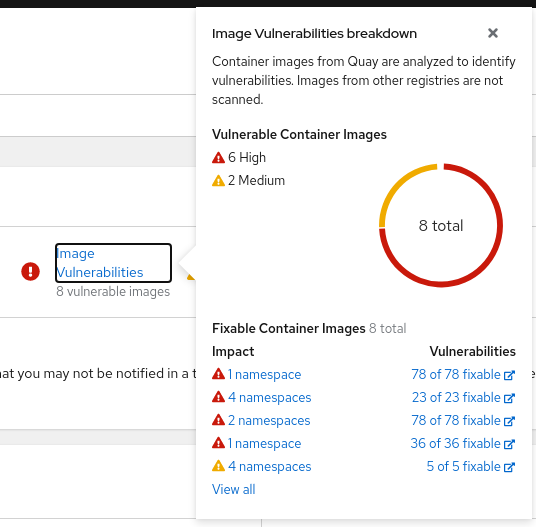 Image Vulnerabilities breakdown
Container images from Quay are analyzed to identify
vulnerabilities. Images from other registries are not
scanned.
Vulnerable Container Images
6 High
2 Medium
8 total
Fixable Container Images 8 total
Impact Vulnerabilities
1 namespace 78 of 78 fixable
4 namespaces 23 of 23 fixable
2 namespaces 78 of 78 fixable
1 namespace 36 of 36 fixable
4 namespaces 5 of 5 fixable
View all
Image
Vulnerabilities
8 vulnerable images
that you may not be notified in a